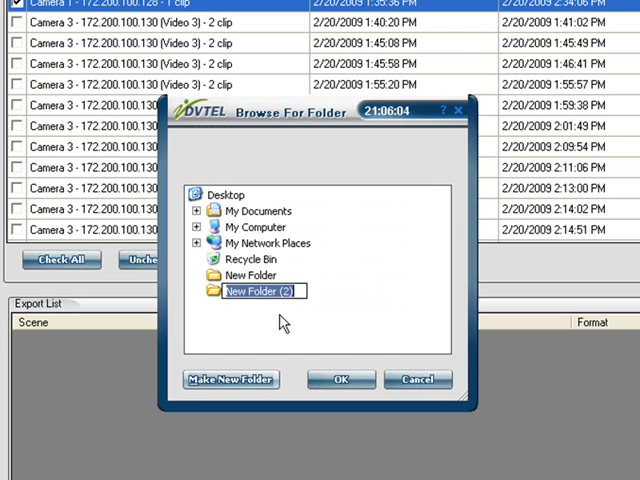 Camera 1 - 172.200.100.128 - 1 clip 2/20/2009 1:35:36 PM 2/20/2009 2:34:06 PM
Camera 3 - 172.200.100.130 (Video 3) - 2 clip 2/20/2009 1:40:20 PM 2/20/2009 1:41:02 PM
Camera 3 - 172.200.100.130 (Video 3) - 2 clip 2/20/2009 1:45:08 PM 2/20/2009 1:45:49 PM
Camera 3 - 172.200.100.130 (Video 3) - 2 clip 2/20/2009 1:45:58 PM 2/20/2009 1:46:41 PM
Camera 3 - 172.200.100.130 (Video 3) - 2 clip 2/20/2009 1:55:20 PM 2/20/2009 1:55:57 PM
Camera 3 - 172.200.100.130 2/20/2009 1:59:38 PM
Camera 3 - 172.200.100.130 2/20/2009 2:01:49 PM
Camera 3 - 172.200.100.130 2/20/2009 2:09:54 PM
Camera 3 - 172.200.100.130 2/20/2009 2:11:06 PM
Camera 3 - 172.200.100.130 2/20/2009 2:13:00 PM
Camera 3 - 172.200.100.130 2/20/2009 2:14:02 PM
Camera 3 - 172.200.100.130 2/20/2009 2:14:51 PM
DVTEL Browse For Folder 21:06:04 ? X
Desktop
My Documents
My Computer
My Network Places
Recycle Bin
New Folder
New Folder (2)
Make New Folder OK Cancel
Check All Unche
Export List
Scene Format